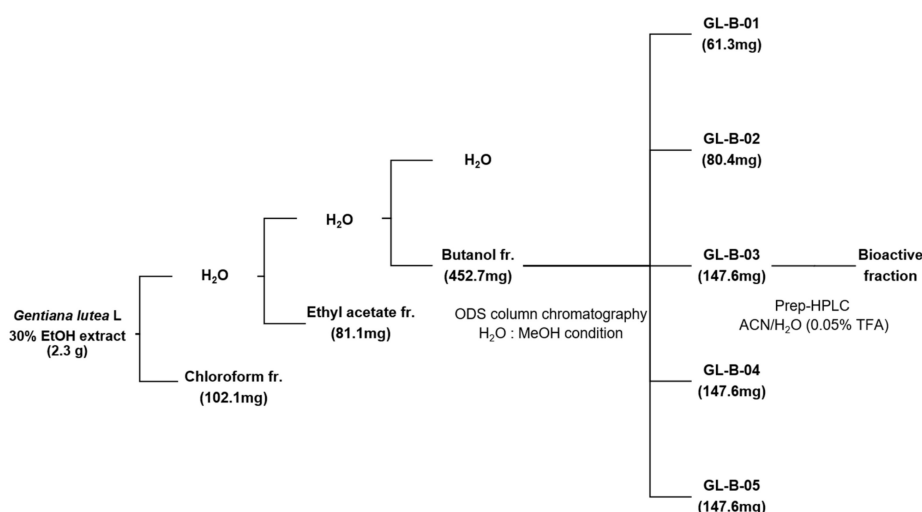 GL-B-01
(61.3mg)
GL-B-02
(80.4mg)
H₂O
H₂O
Butanol fr.
(452.7mg)
GL-B-03
(147.6mg)
Bioactive
fraction
H₂O
Gentiana lutea L
30% EtOH extract
(2.3 g)
Ethyl acetate fr.
(81.1mg)
ODS column chromatography
H₂O : MeOH condition
Prep-HPLC
ACN/H₂O (0.05% TFA)
Chloroform fr.
(102.1mg)
GL-B-04
(147.6mg)
GL-B-05
(147.6mg)